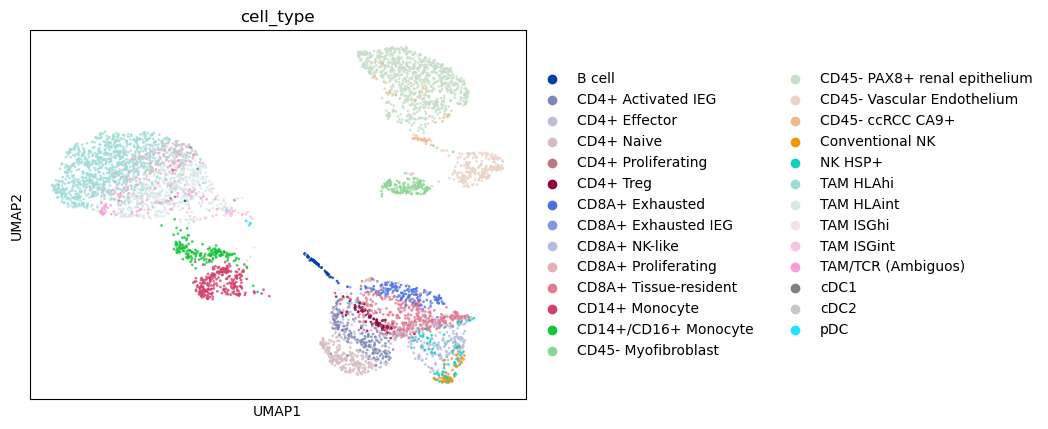 cell_type
UMAP2
UMAP1
B cell
CD4+ Activated IEG
CD4+ Effector
CD4+ Naive
CD4+ Proliferating
CD4+ Treg
CD8A+ Exhausted
CD8A+ Exhausted IEG
CD8A+ NK-like
CD8A+ Proliferating
CD8A+ Tissue-resident
CD14+ Monocyte
CD14+/CD16+ Monocyte
CD45- Myofibroblast
CD45- PAX8+ renal epithelium
CD45- Vascular Endothelium
CD45- ccRCC CA9+
Conventional NK
NK HSP+
TAM HLAhi
TAM HLAint
TAM ISGhi
TAM ISGint
TAM/TCR (Ambiguos)
cDC1
cDC2
pDC